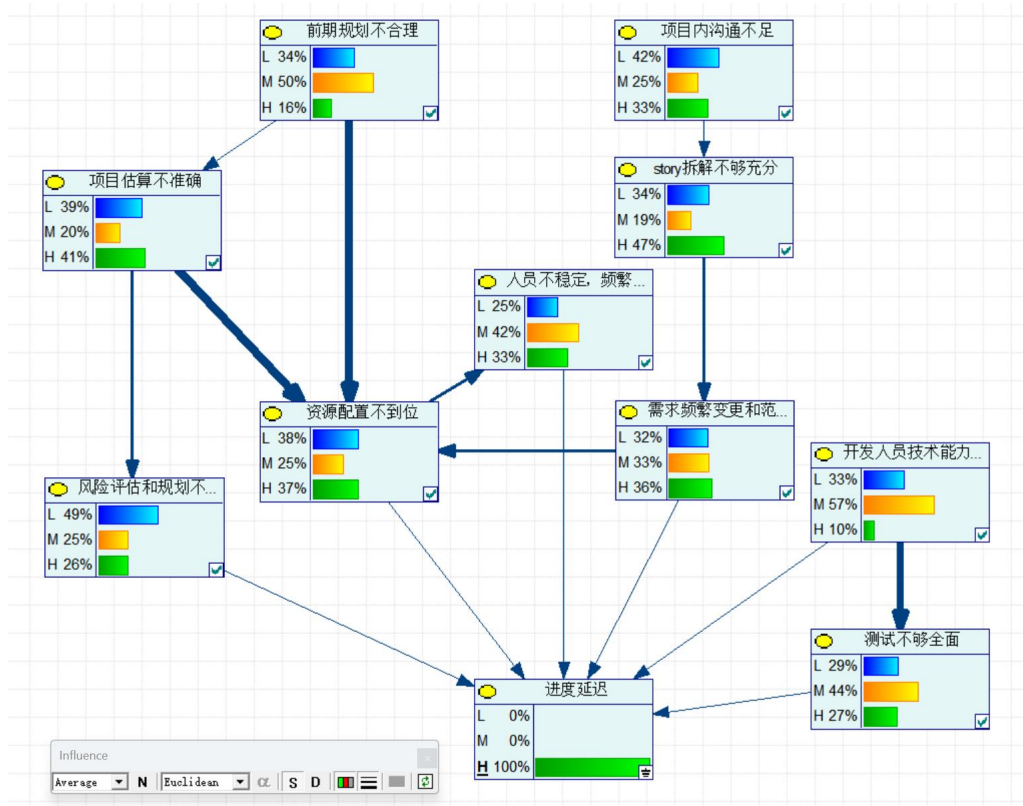 前期规划不合理
L 34%
M 50%
H 16%
项目内沟通不足
L 42%
M 25%
H 33%
项目估算不准确
L 39%
M 20%
H 41%
story拆解不够充分
L 34%
M 19%
H 47%
人员不稳定，频繁...
L 25%
M 42%
H 33%
资源配置不到位
L 38%
M 25%
H 37%
需求频繁变更和范...
L 32%
M 33%
H 36%
开发人员技术能力...
L 33%
M 57%
H 10%
风险评估和规划不...
L 49%
M 25%
H 26%
测试不够全面
L 29%
M 44%
H 27%
进度延迟
L 0%
M 0%
H 100%
Influence
Average N Euclidean α S D